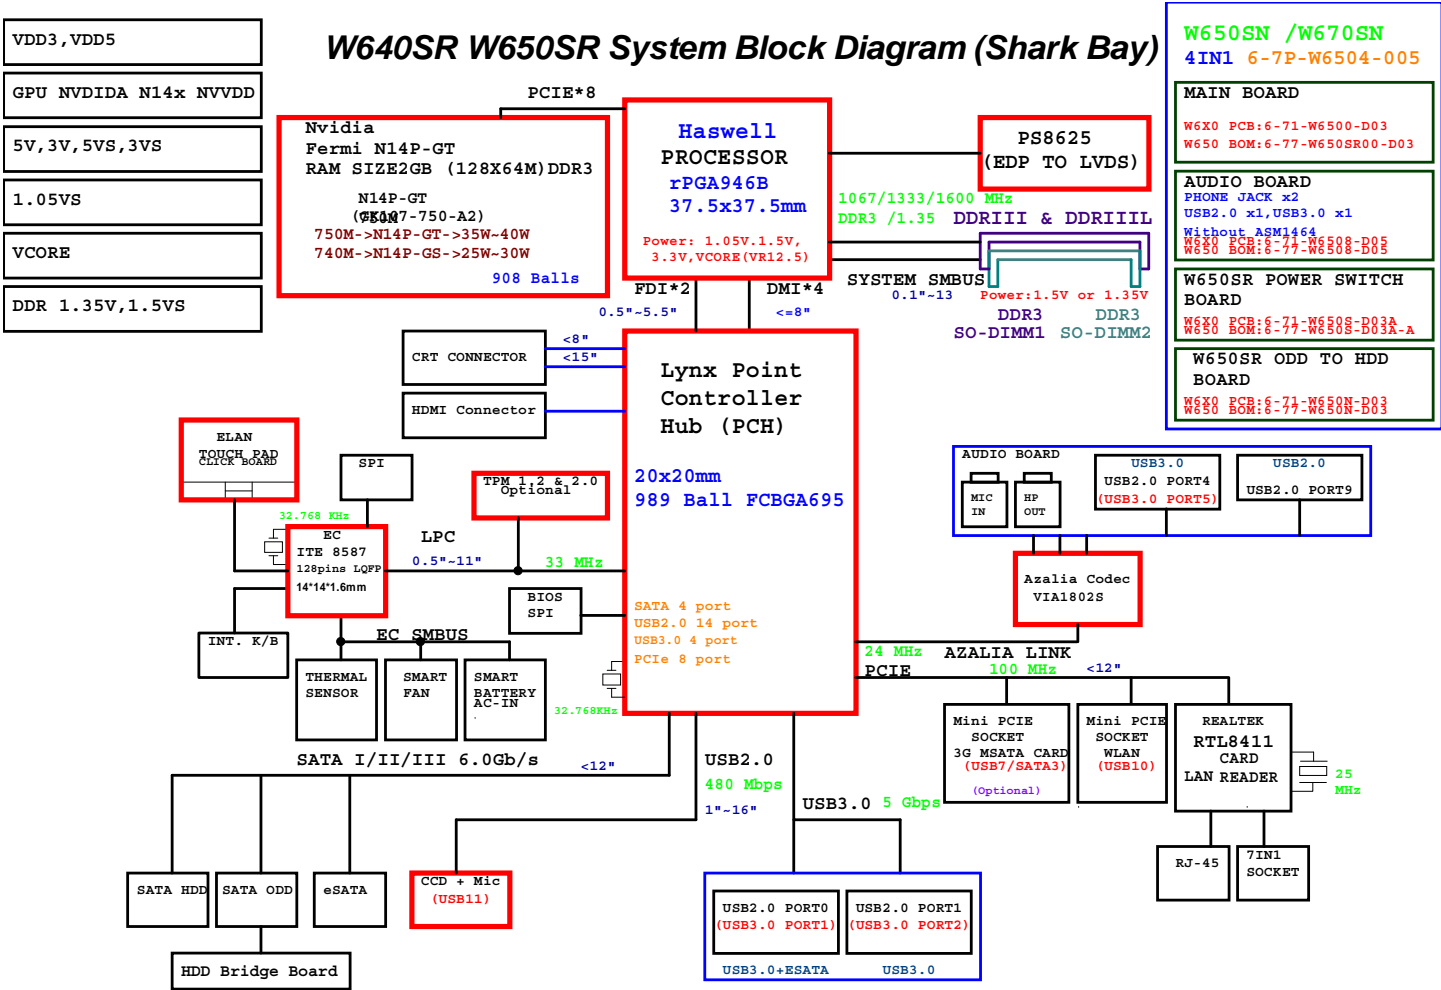 W640SR W650SR System Block Diagram (Shark Bay)
VDD3,VDD5
GPU NVDIDA N14x NVVDD
5V,3V,5VS,3VS
1.05VS
VCORE
DDR 1.35V,1.5VS
PCIE*8
Nvidia
Fermi N14P-GT
RAM SIZE2GB (128X64M)DDR3
N14P-GT
(GK107-750-A2)
750M
750M->N14P-GT->35W~40W
740M->N14P-GS->25W~30W
908 Balls
Haswell
PROCESSOR
rPGA946B
37.5x37.5mm
Power: 1.05V.1.5V,
3.3V,VCORE(VR12.5)
PS8625
(EDP TO LVDS)
1067/1333/1600 MHz
DDR3 /1.35
DDRIII & DDRIIIL
SYSTEM SMBUS
0.1"~13
Power:1.5V or 1.35V
DDR3
SO-DIMM1
DDR3
SO-DIMM2
W650SN /W670SN
4IN1 6-7P-W6504-005
MAIN BOARD
W6X0 PCB:6-71-W6500-D03
W650 BOM:6-77-W650SR00-D03
AUDIO BOARD
PHONE JACK x2
USB2.0 x1,USB3.0 x1
Without ASM1464
W6X0 PCB:6-71-W6508-D05
W650 BOM:6-77-W6508-D05
W650SR POWER SWITCH
BOARD
W6X0 PCB:6-71-W650S-D03A
W650 BOM:6-77-W650S-D03A-A
W650SR ODD TO HDD
BOARD
W6X0 PCB:6-71-W650N-D03
W650 BOM:6-77-W650N-D03
FDI*2
0.5"~5.5"
DMI*4
<=8"
CRT CONNECTOR
<8"
<15"
HDMI Connector
Lynx Point
Controller
Hub (PCH)
20x20mm
989 Ball FCBGA695
SATA 4 port
USB2.0 14 port
USB3.0 4 port
PCIe 8 port
32.768KHz
ELAN
TOUCH PAD
CLICK BOARD
SPI
32.768 KHz
EC
ITE 8587
128pins LQFP
14*14*1.6mm
TPM 1.2 & 2.0
Optional
LPC
0.5"~11"
33 MHz
BIOS
SPI
INT. K/B
EC SMBUS
THERMAL
SENSOR
SMART
FAN
SMART
BATTERY
AC-IN
AUDIO BOARD
MIC
IN
HP
OUT
USB3.0
USB2.0 PORT4
(USB3.0 PORT5)
USB2.0
USB2.0 PORT9
Azalia Codec
VIA1802S
24 MHz
AZALIA LINK
PCIE
100 MHz
<12"
Mini PCIE
SOCKET
3G MSATA CARD
(USB7/SATA3)
(Optional)
Mini PCIE
SOCKET
WLAN
(USB10)
REALTEK
RTL8411
CARD
LAN READER
25
MHz
RJ-45
7IN1
SOCKET
SATA I/II/III 6.0Gb/s
<12"
USB2.0
480 Mbps
1"~16"
USB3.0 5 Gbps
SATA HDD
SATA ODD
eSATA
HDD Bridge Board
CCD + Mic
(USB11)
USB2.0 PORT0
(USB3.0 PORT1)
USB2.0 PORT1
(USB3.0 PORT2)
USB3.0+ESATA
USB3.0